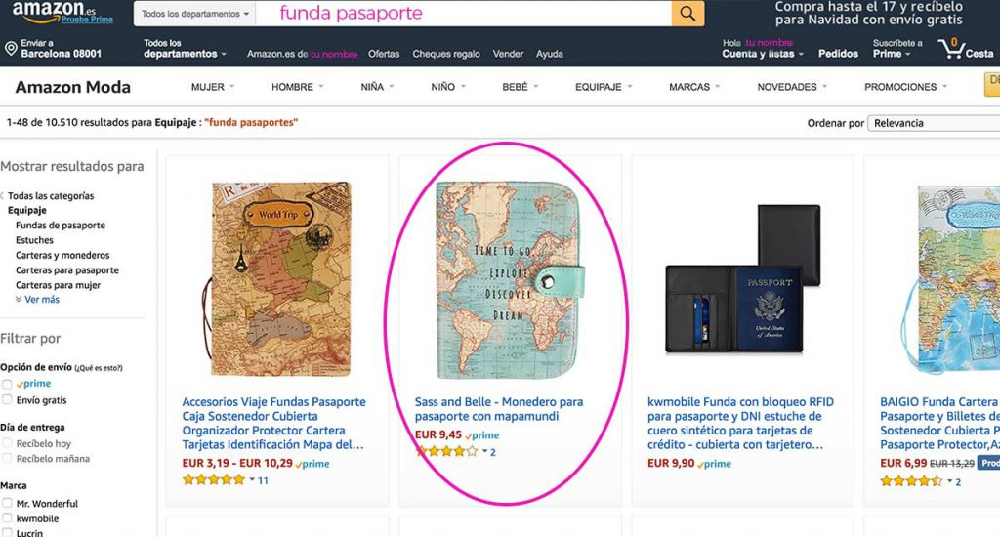 amazon.es
Prueba Prime
Todos los departamentos
funda pasaporte
Compra hasta el 17 y recíbelo
para Navidad con envío gratis
Enviar a
Barcelona 08001
Todos los
departamentos
Amazon.es de tu nombre
Ofertas
Cheques regalo
Vender
Ayuda
Hola tu nombre
Cuenta y listas
Pedidos
Suscríbete a
Prime
0
Cesta
Amazon Moda
MUJER
HOMBRE
NIÑA
NIÑO
BEBÉ
EQUIPAJE
MARCAS
NOVEDADES
PROMOCIONES
1-48 de 10.510 resultados para Equipaje : "funda pasaportes"
Ordenar por
Relevancia
Mostrar resultados para
Todas las categorías
Equipaje
Fundas de pasaporte
Estuches
Carteras y monederos
Carteras para pasaporte
Carteras para mujer
Ver más
Filtrar por
Opción de envío (¿Qué es esto?)
prime
Envío gratis
Día de entrega
Recíbelo hoy
Recíbelo mañana
Marca
Mr. Wonderful
kwmobile
Lucrin
World Trip
Accesorios Viaje Fundas Pasaporte
Caja Sostenedor Cubierta
Organizador Protector Cartera
Tarjetas Identificación Mapa del...
EUR 3,19 - EUR 10,29 prime
11
TIME TO GO
EXPLORE
DISCOVER
DREAM
Sass and Belle - Monedero para
pasaporte con mapamundi
EUR 9,45 prime
2
PASSPORT
United States
of America
kwmobile Funda con bloqueo RFID
para pasaporte y DNI estuche de
cuero sintético para tarjetas de
crédito - cubierta con tarjetero...
EUR 9,90 prime
BAIGIO Funda Cartera
Pasaporte y Billetes de
Sostenedor Cubierta P
Pasaporte Protector,Az
EUR 6,99 EUR 13,29 Prod
2